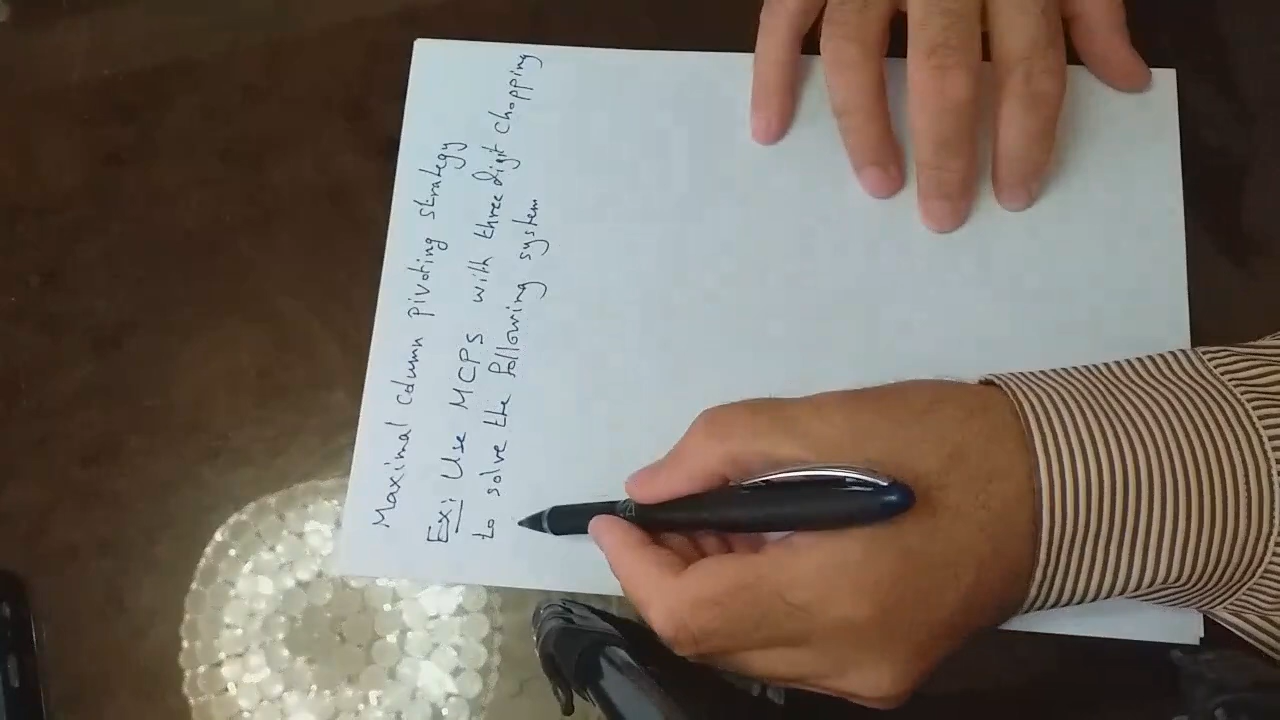 Maximal column pivoting strategy
Ex: Use MCPS with three digit chopping
to solve the following system